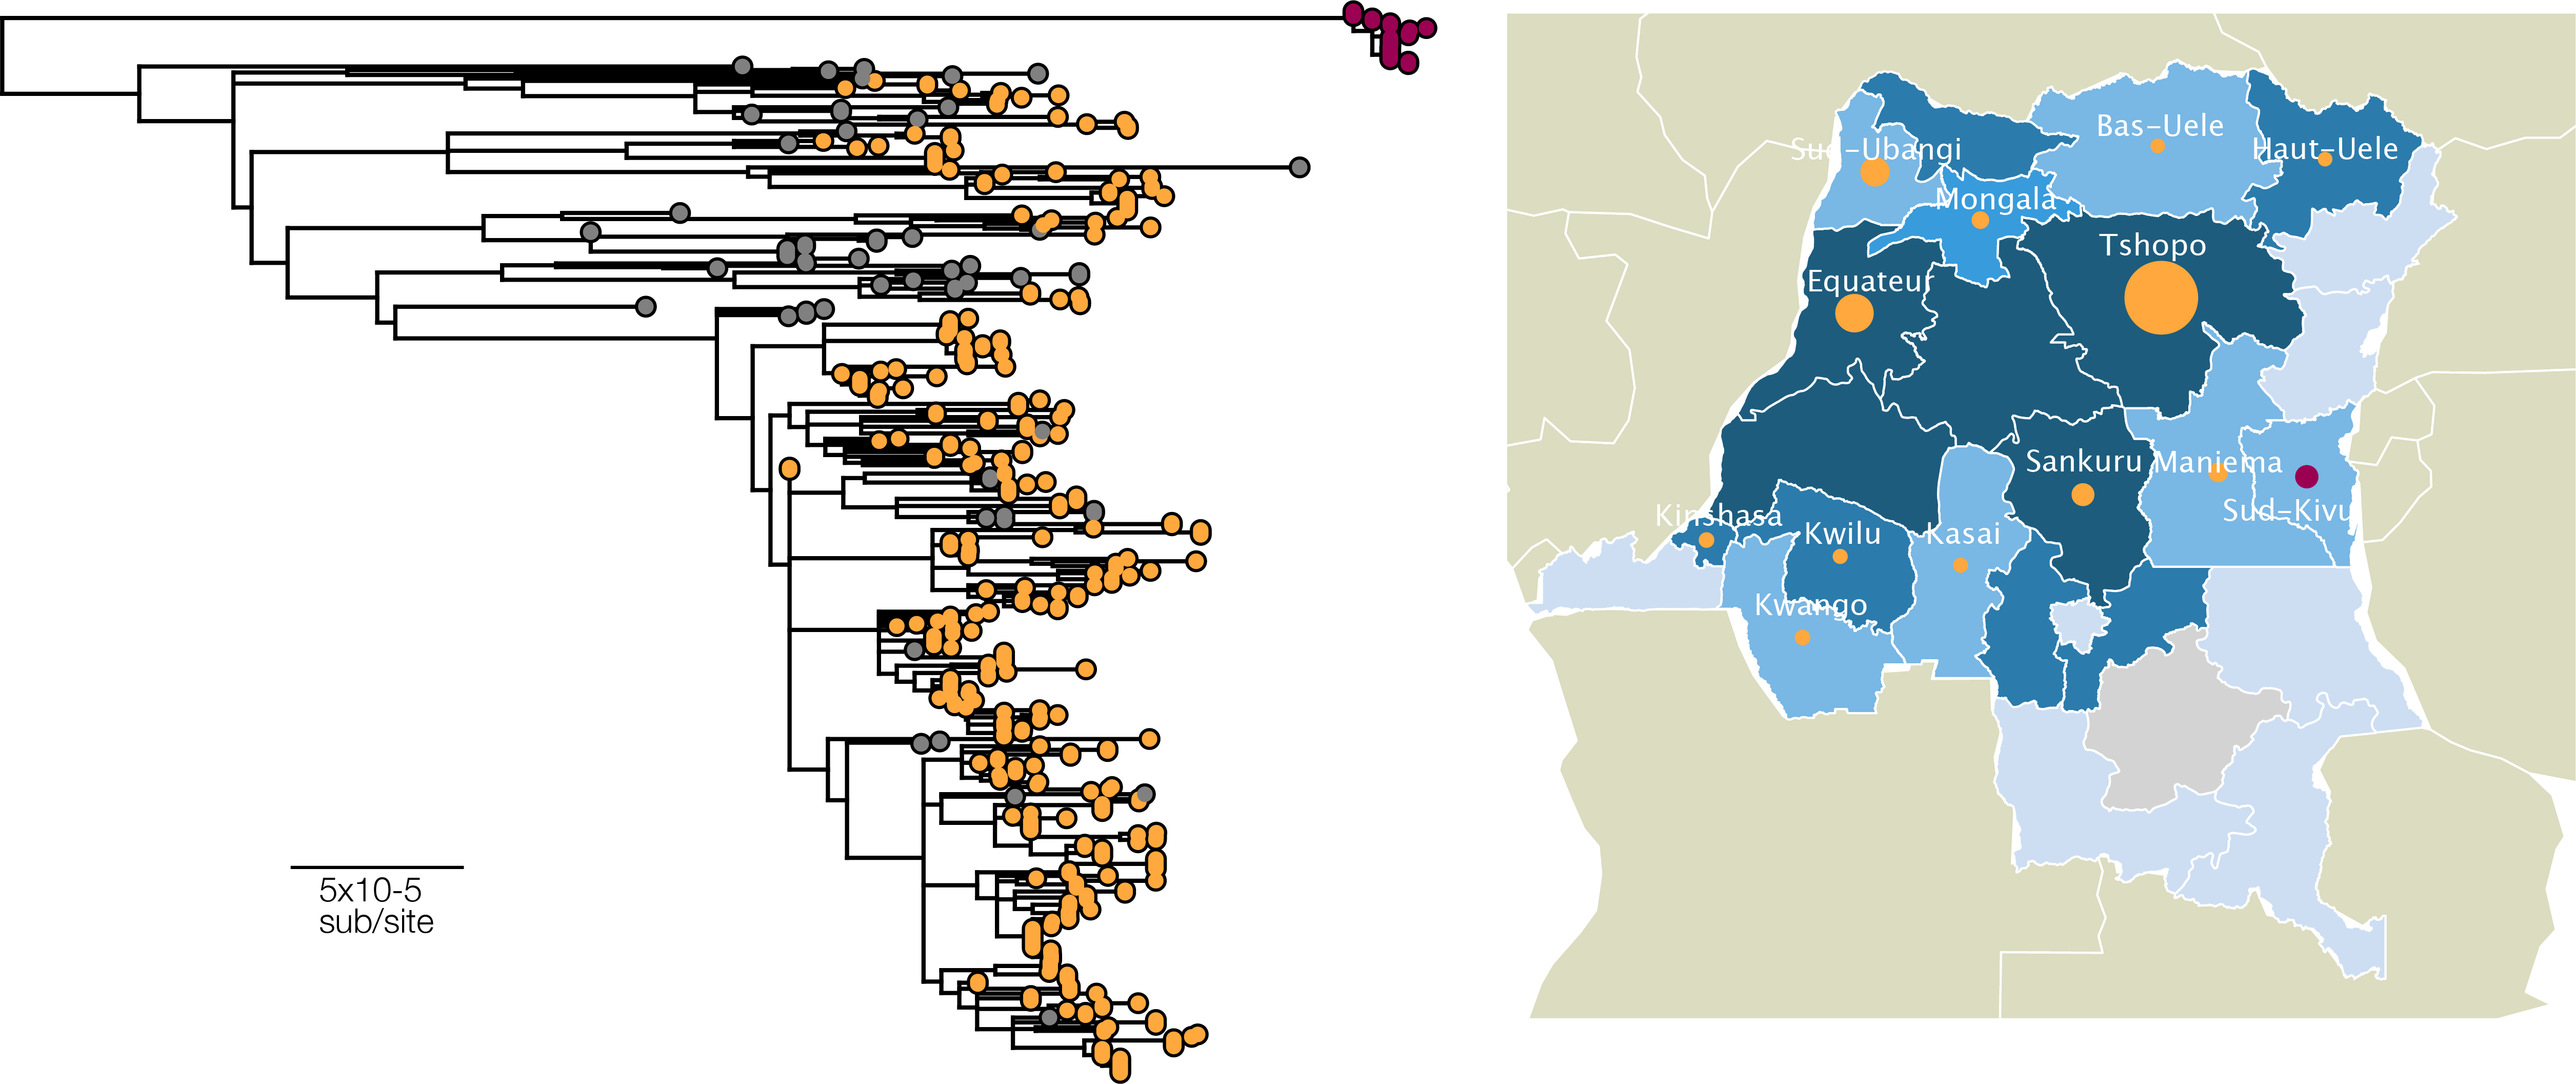 5x10-5
sub/site
Bas-Uele
Sud-Ubangi
Haut-Uele
Mongala
Tshopo
Equateur
Sankuru
Maniema
Sud-Kivu
Kinshasa
Kwilu
Kasai
Kwango